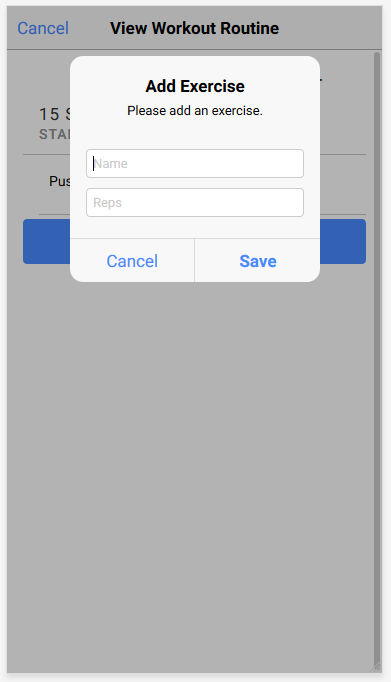 Cancel View Workout Routine
Add Exercise
Please add an exercise.
15 S
STA
Name
Pus
Reps
Cancel Save